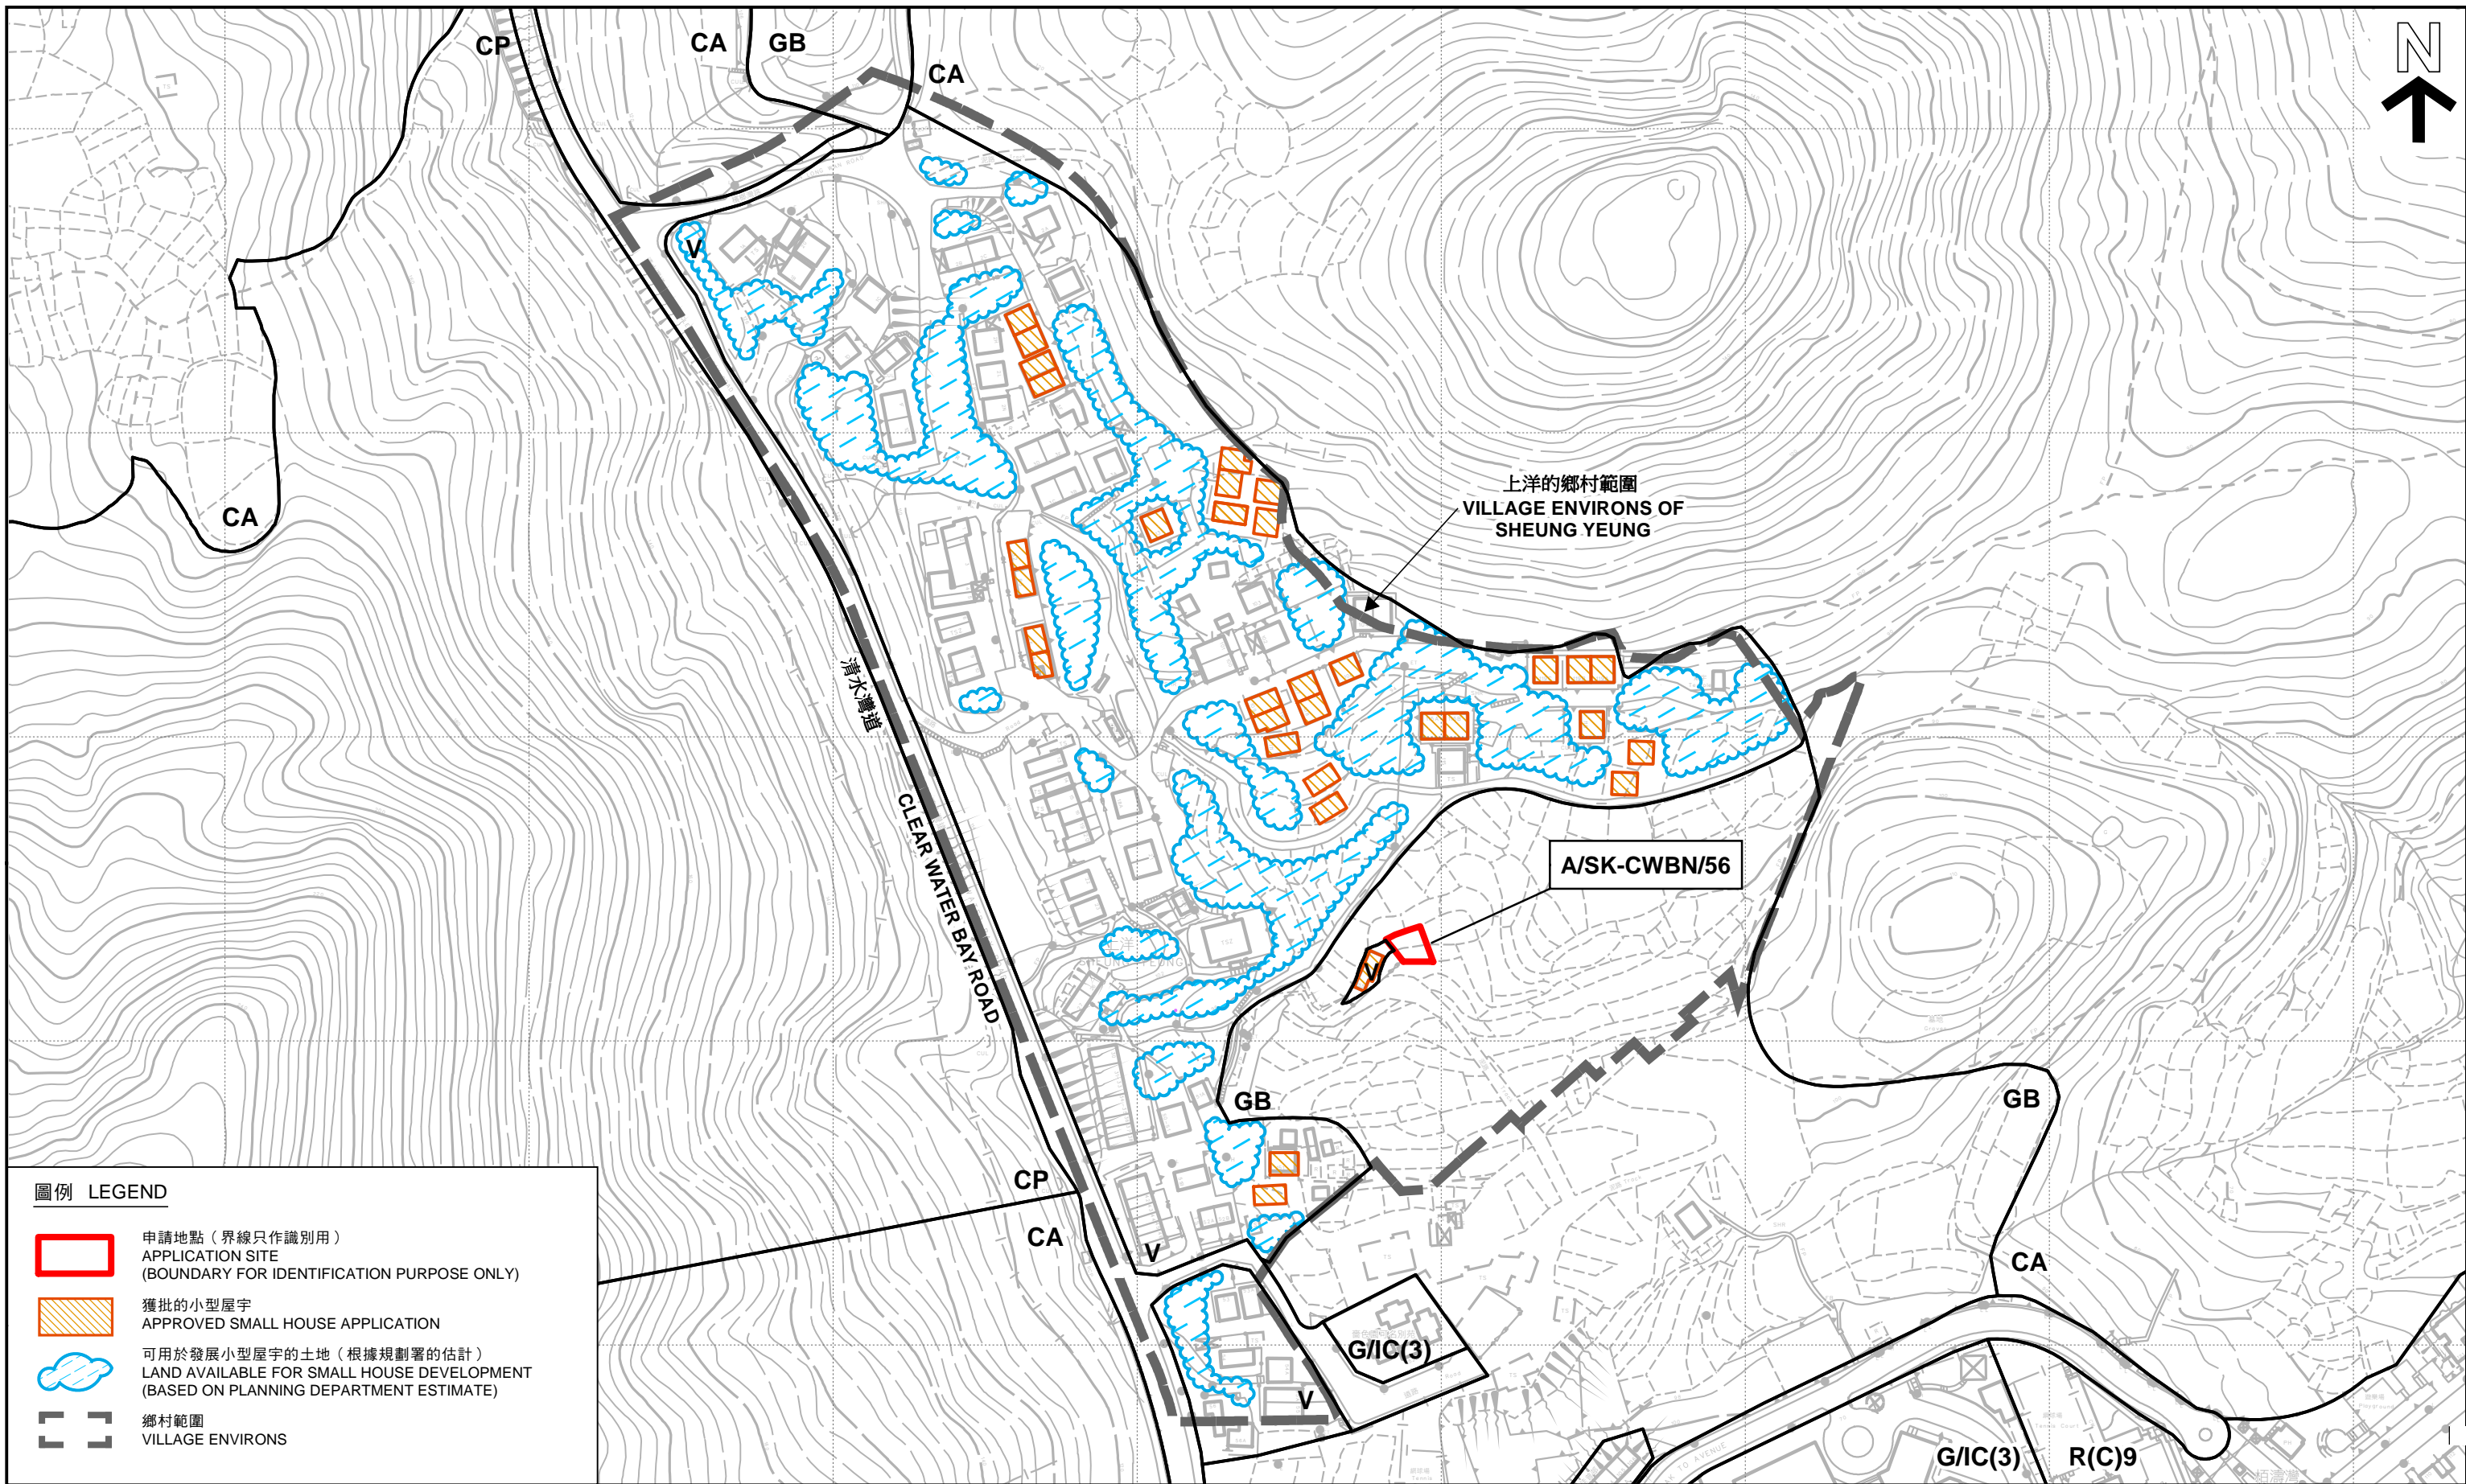 CP
CA
GB
CA
N
V
CA
上洋的鄉村範圍
VILLAGE ENVIRONS OF
SHEUNG YEUNG
清水灣道
CLEAR WATER BAY ROAD
A/SK-CWBN/56
V
上洋
SHEUNG YEUNG
GB
GB
CP
CA
V
CA
G/IC(3)
V
G/IC(3)
R(C)9
圖例 LEGEND
申請地點（界線只作識別用）
APPLICATION SITE
(BOUNDARY FOR IDENTIFICATION PURPOSE ONLY)
獲批的小型屋宇
APPROVED SMALL HOUSE APPLICATION
可用於發展小型屋宇的土地（根據規劃署的估計）
LAND AVAILABLE FOR SMALL HOUSE DEVELOPMENT
(BASED ON PLANNING DEPARTMENT ESTIMATE)
鄉村範圍
VILLAGE ENVIRONS